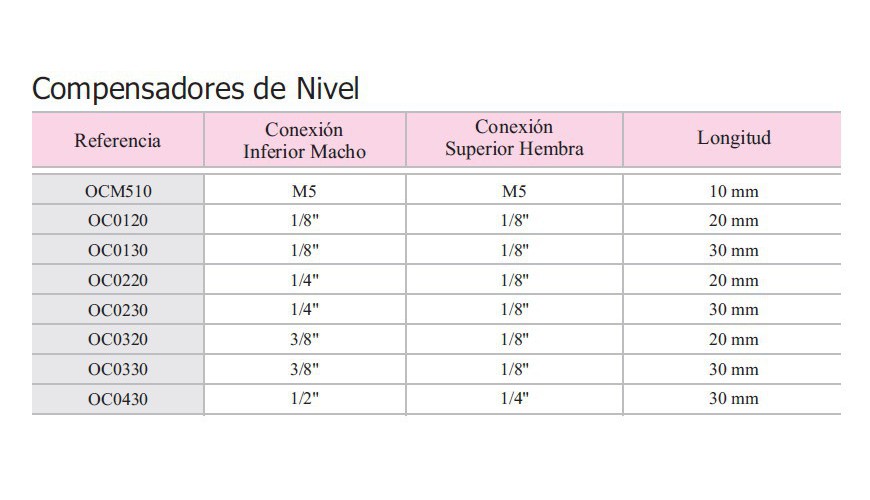 Compensadores de Nivel
Referencia Conexión Inferior Macho Conexión Superior Hembra Longitud
OCM510 M5 M5 10 mm
OC0120 1/8" 1/8" 20 mm
OC0130 1/8" 1/8" 30 mm
OC0220 1/4" 1/8" 20 mm
OC0230 1/4" 1/8" 30 mm
OC0320 3/8" 1/8" 20 mm
OC0330 3/8" 1/8" 30 mm
OC0430 1/2" 1/4" 30 mm